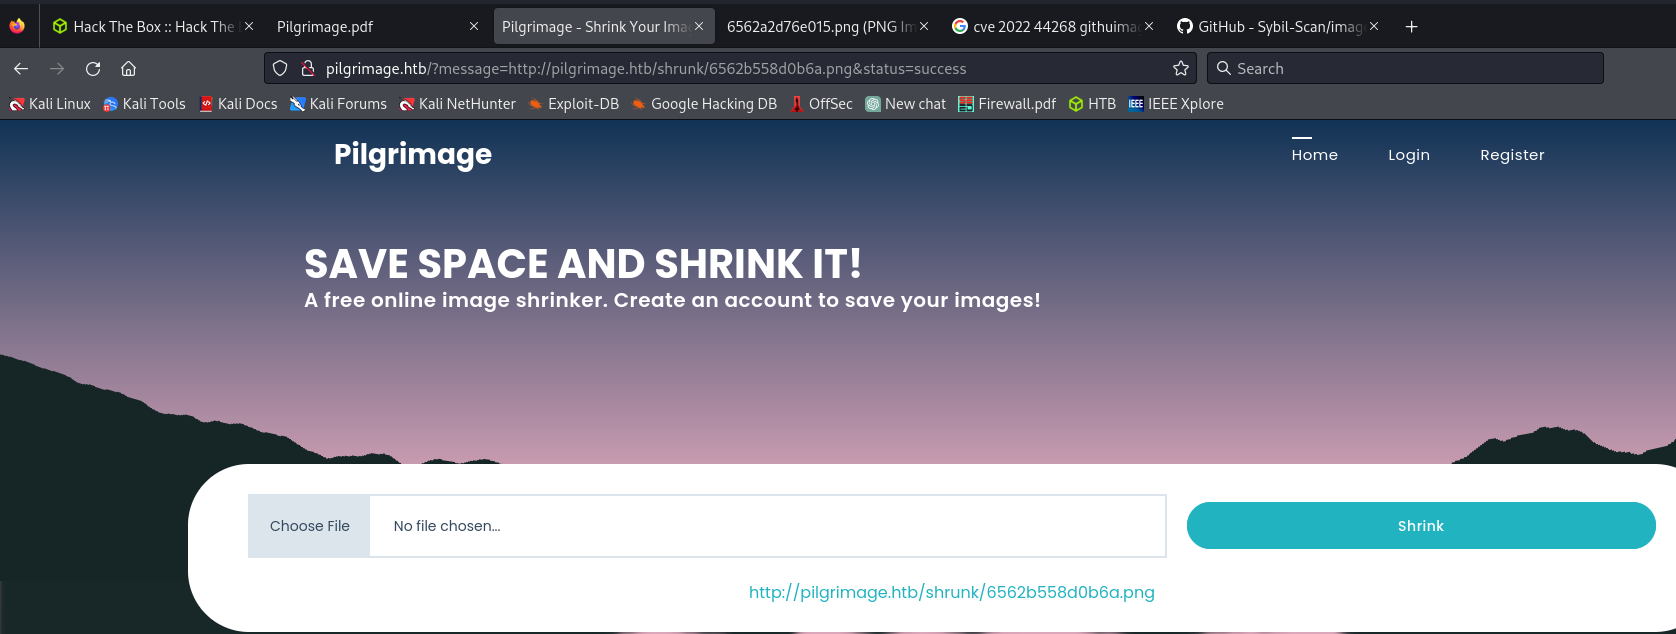 Hack The Box :: Hack The
Pilgrimage.pdf
Pilgrimage - Shrink Your Ima
6562a2d76e015.png (PNG Im
cve 2022 44268 githuimag
GitHub - Sybil-Scan/imag
pilgrimage.htb/?message=http://pilgrimage.htb/shrunk/6562b558d0b6a.png&status=success
Search
Kali Linux Kali Tools Kali Docs Kali Forums Kali NetHunter Exploit-DB Google Hacking DB OffSec New chat Firewall.pdf HTB IEEE IEEE Xplore
Pilgrimage
Home Login Register
SAVE SPACE AND SHRINK IT!
A free online image shrinker. Create an account to save your images!
Choose File No file chosen...
Shrink
http://pilgrimage.htb/shrunk/6562b558d0b6a.png